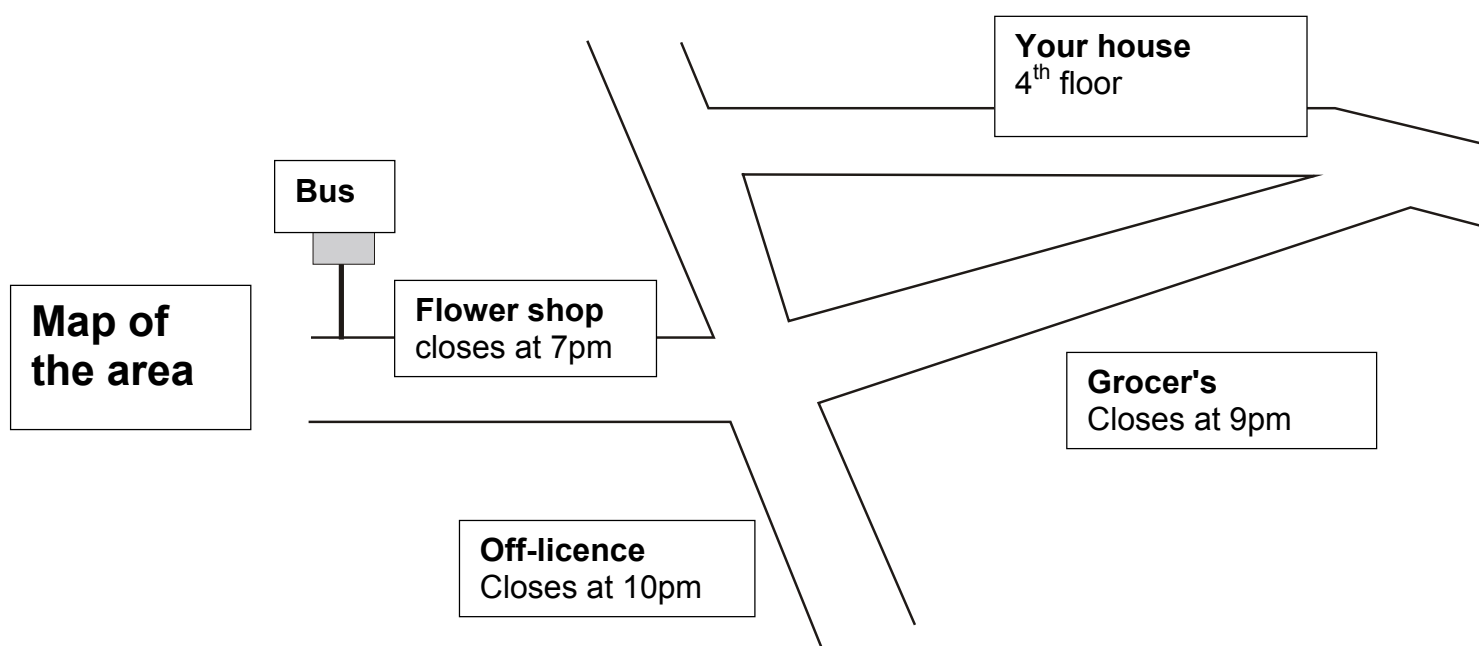 Your house
4th floor
Bus
Flower shop
closes at 7pm
Map of
the area
Grocer's
Closes at 9pm
Off-licence
Closes at 10pm